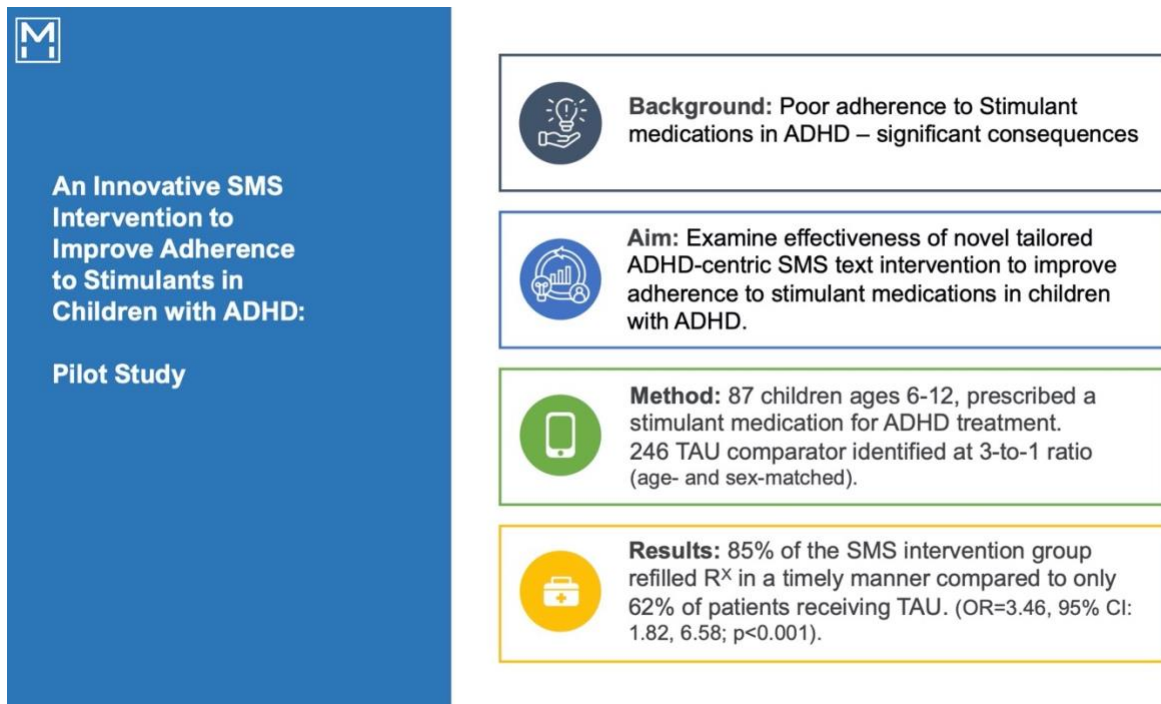 An Innovative SMS
Intervention to
Improve Adherence
to Stimulants in
Children with ADHD:
Pilot Study
Background: Poor adherence to Stimulant
medications in ADHD – significant consequences
Aim: Examine effectiveness of novel tailored
ADHD-centric SMS text intervention to improve
adherence to stimulant medications in children
with ADHD.
Method: 87 children ages 6-12, prescribed a
stimulant medication for ADHD treatment.
246 TAU comparator identified at 3-to-1 ratio
(age- and sex-matched).
Results: 85% of the SMS intervention group
refilled Rˣ in a timely manner compared to only
62% of patients receiving TAU. (OR=3.46, 95% CI:
1.82, 6.58; p<0.001).